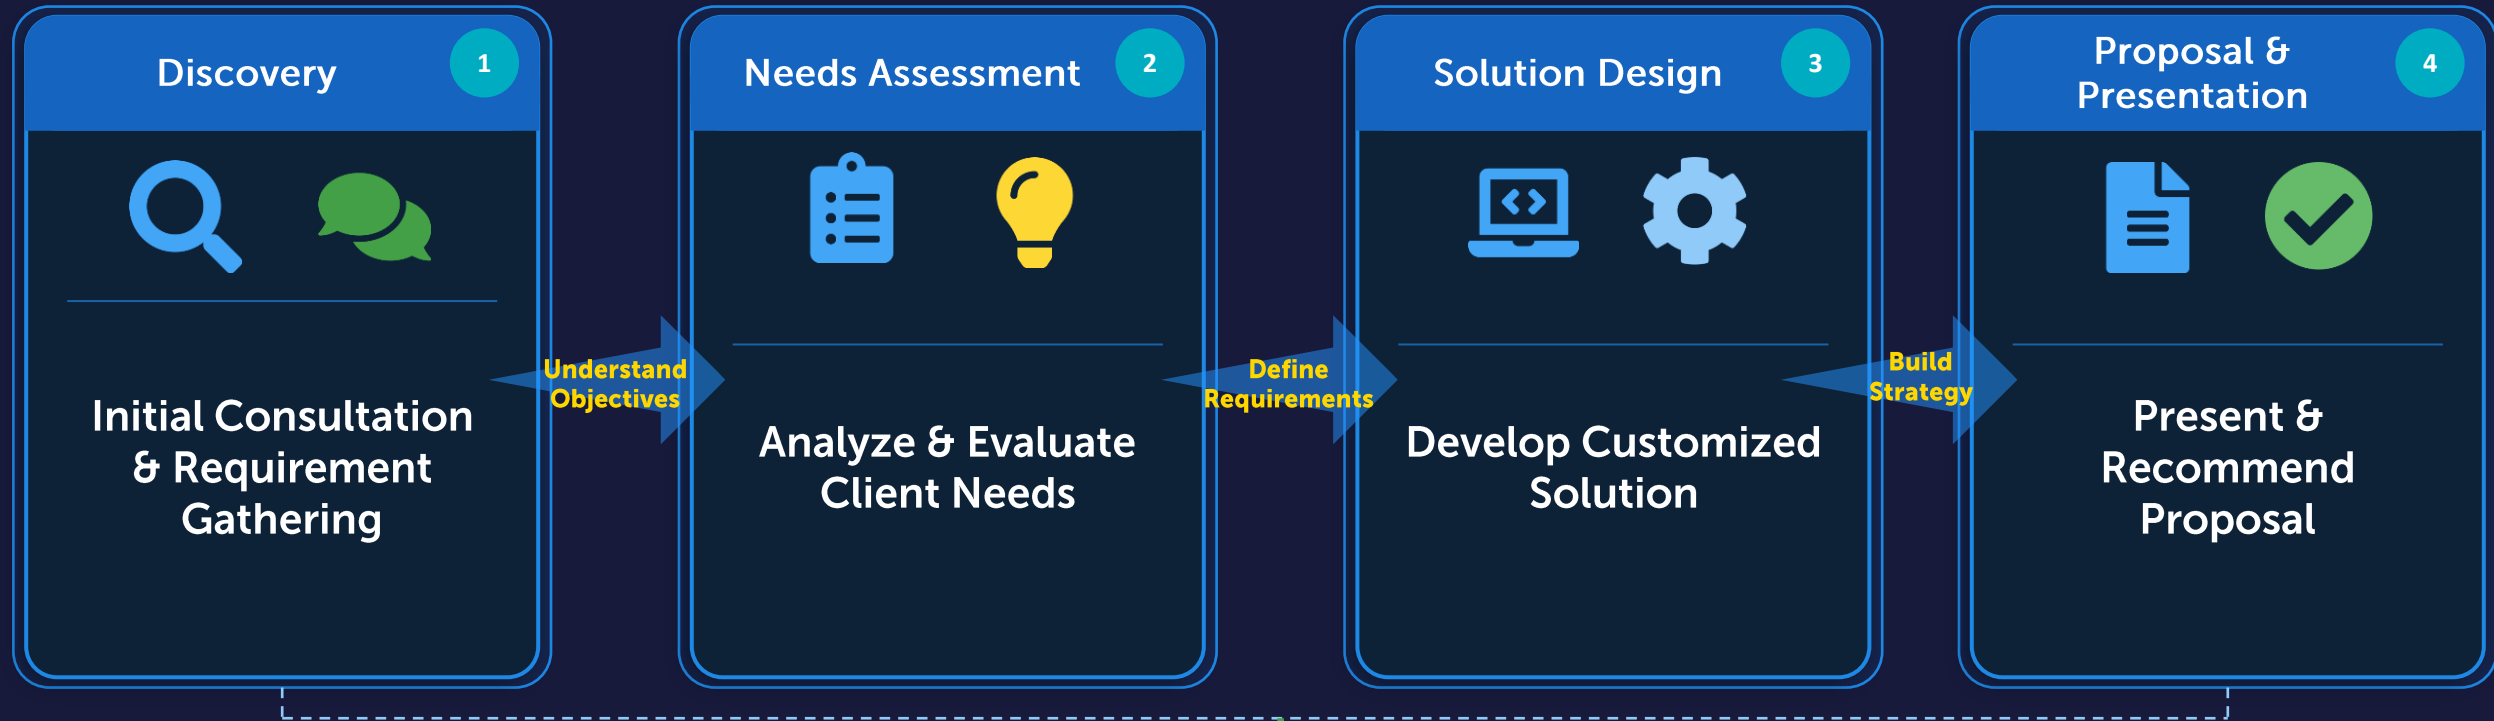 Discovery
1
Initial Consultation
& Requirement
Gathering
Understand
Objectives
Needs Assessment
2
Analyze & Evaluate
Client Needs
Define
Requirements
Solution Design
3
Develop Customized
Solution
Build
Strategy
Proposal &
Presentation
4
Present &
Recommend
Proposal